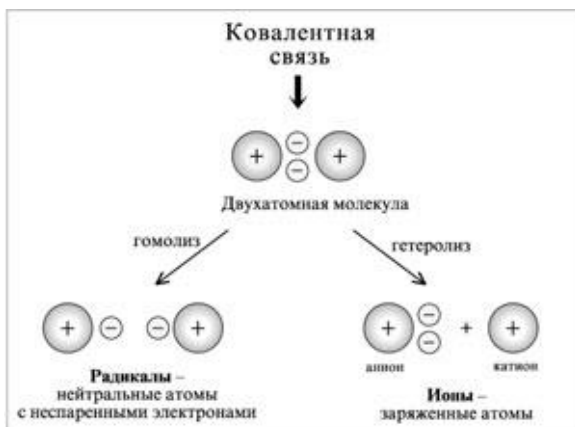 Ковалентная
связь
+ − − +
Двухатомная молекула
гомолиз
гетеролиз
+ − − +
+ − − + +
анион
катион
Радикалы –
нейтральные атомы
с неспаренными электронами
Ионы –
заряженные атомы